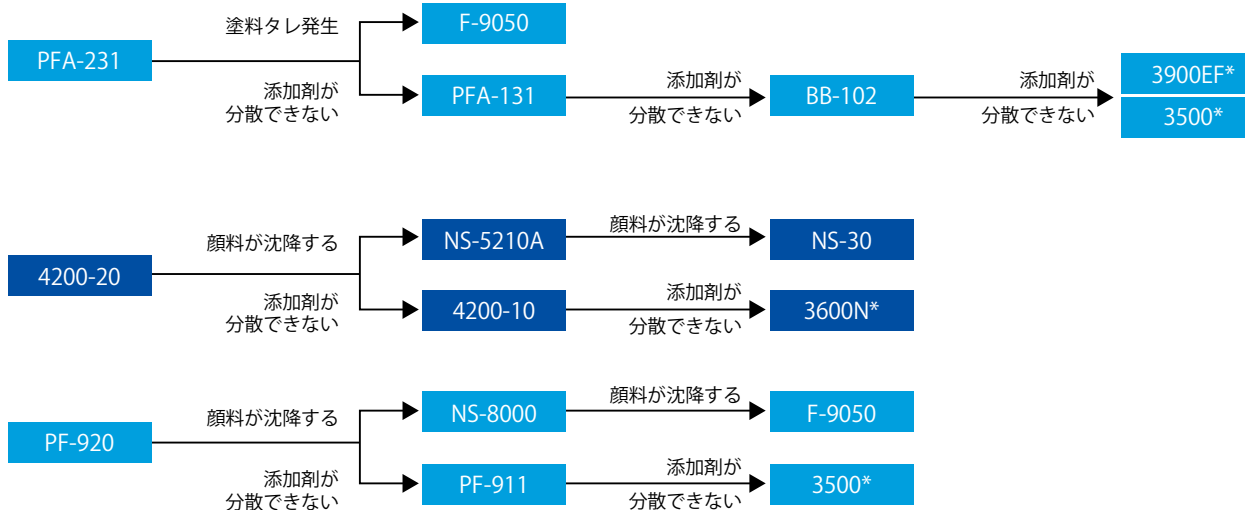 塗料タレ発生
F-9050
PFA-231
添加剤が
分散できない
PFA-131
添加剤が
分散できない
BB-102
添加剤が
分散できない
3900EF*
3500*
顔料が沈降する
NS-5210A
顔料が沈降する
NS-30
4200-20
添加剤が
分散できない
4200-10
添加剤が
分散できない
3600N*
顔料が沈降する
NS-8000
顔料が沈降する
F-9050
PF-920
添加剤が
分散できない
PF-911
添加剤が
分散できない
3500*